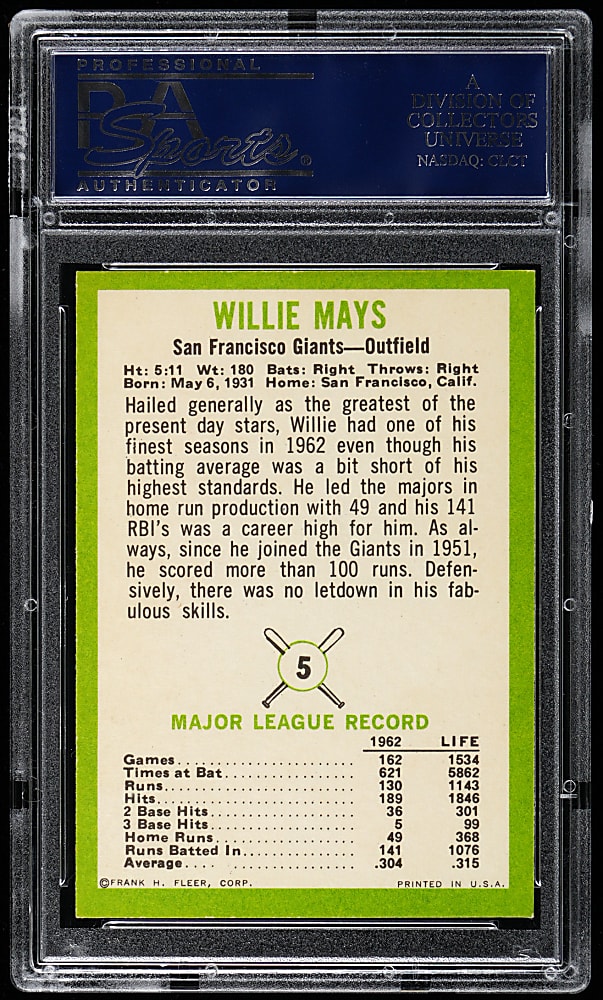 PROFESSIONAL
PSA
Sports®
AUTHENTICATOR
A
DIVISION OF
COLLECTORS
UNIVERSE
NASDAQ: CLCT
WILLIE MAYS
San Francisco Giants—Outfield
Ht: 5:11 Wt: 180 Bats: Right Throws: Right
Born: May 6, 1931 Home: San Francisco, Calif.
Hailed generally as the greatest of the
present day stars, Willie had one of his
finest seasons in 1962 even though his
batting average was a bit short of his
highest standards. He led the majors in
home run production with 49 and his 141
RBI's was a career high for him. As al-
ways, since he joined the Giants in 1951,
he scored more than 100 runs. Defen-
sively, there was no letdown in his fab-
ulous skills.
5
MAJOR LEAGUE RECORD
1962 LIFE
Games.......................... 162 1534
Times at Bat................... 621 5862
Runs........................... 130 1143
Hits........................... 189 1846
2 Base Hits.................... 36 301
3 Base Hits.................... 5 99
Home Runs...................... 49 368
Runs Batted In................. 141 1076
Average........................ .304 .315
©FRANK H. FLEER, CORP. PRINTED IN U.S.A.